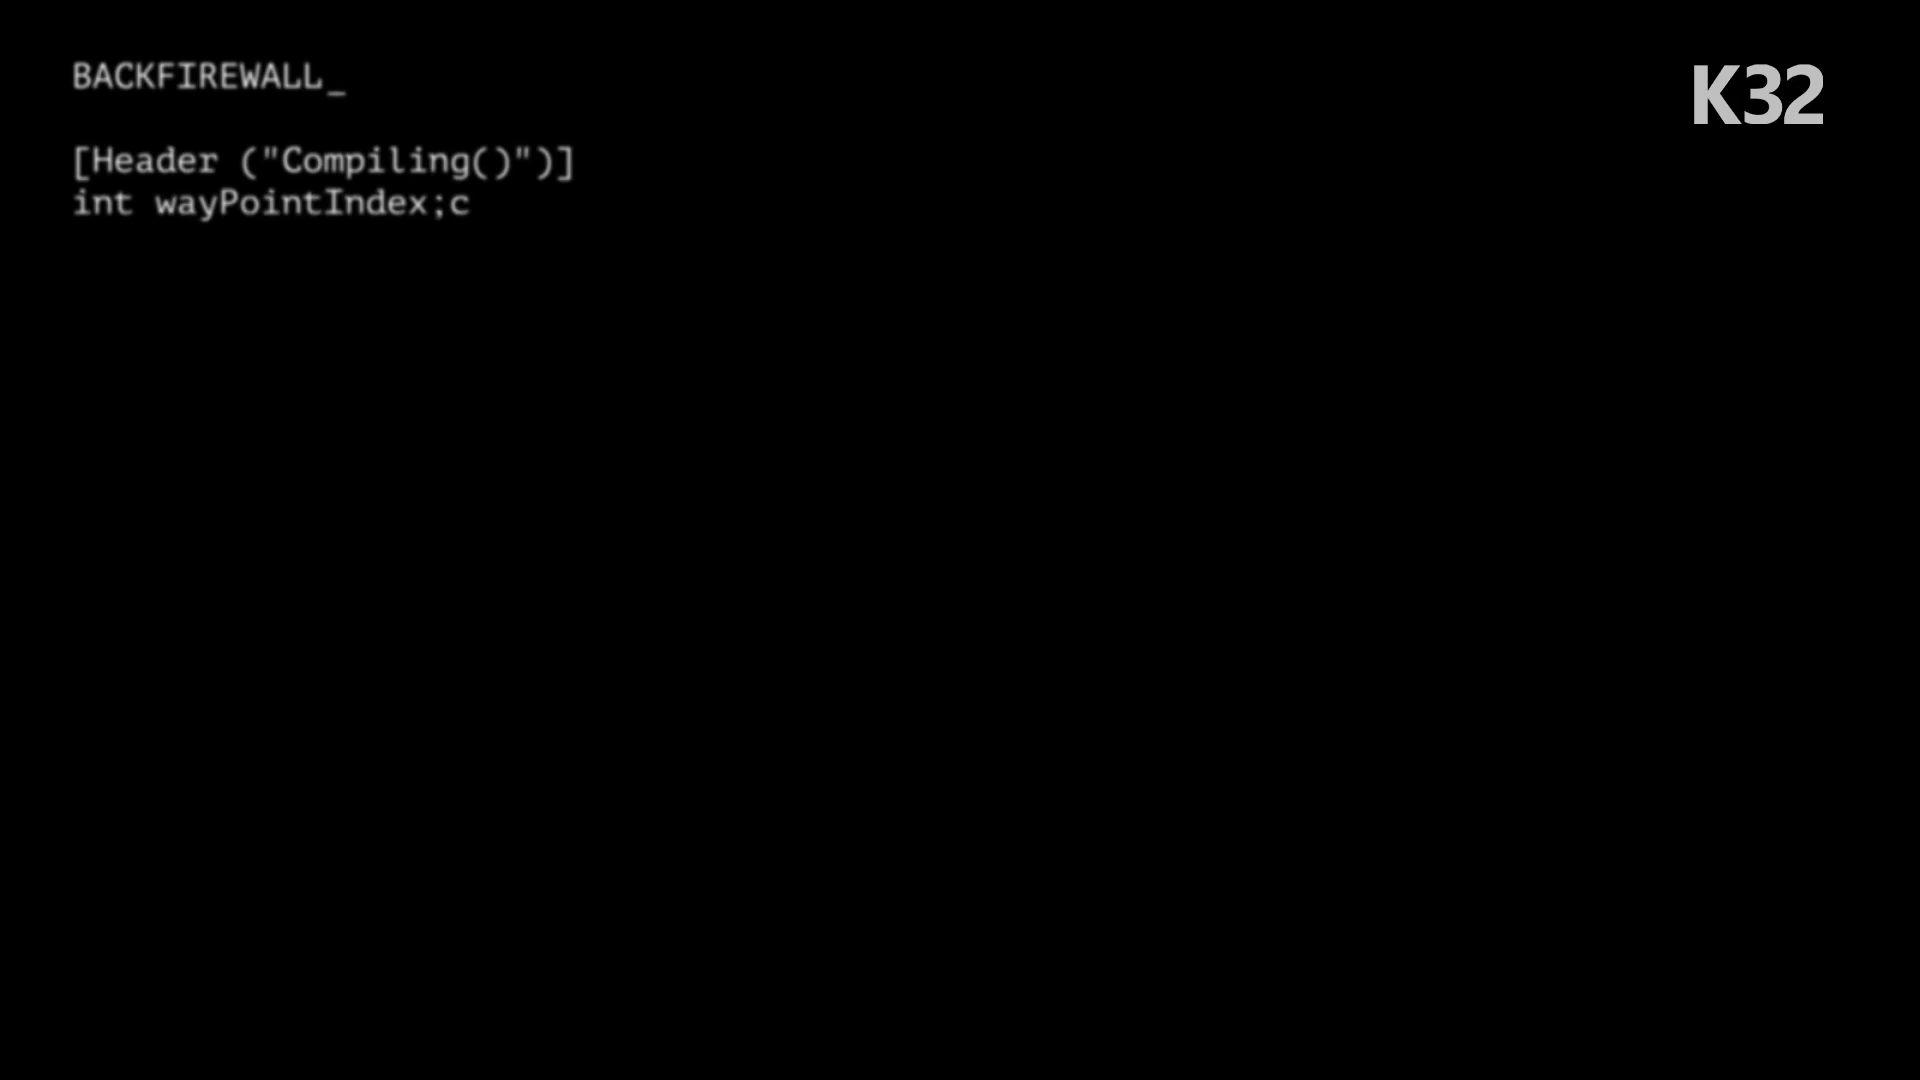 BACKFIREWALL_
K32
[Header ("Compiling()")]
int wayPointIndex;c